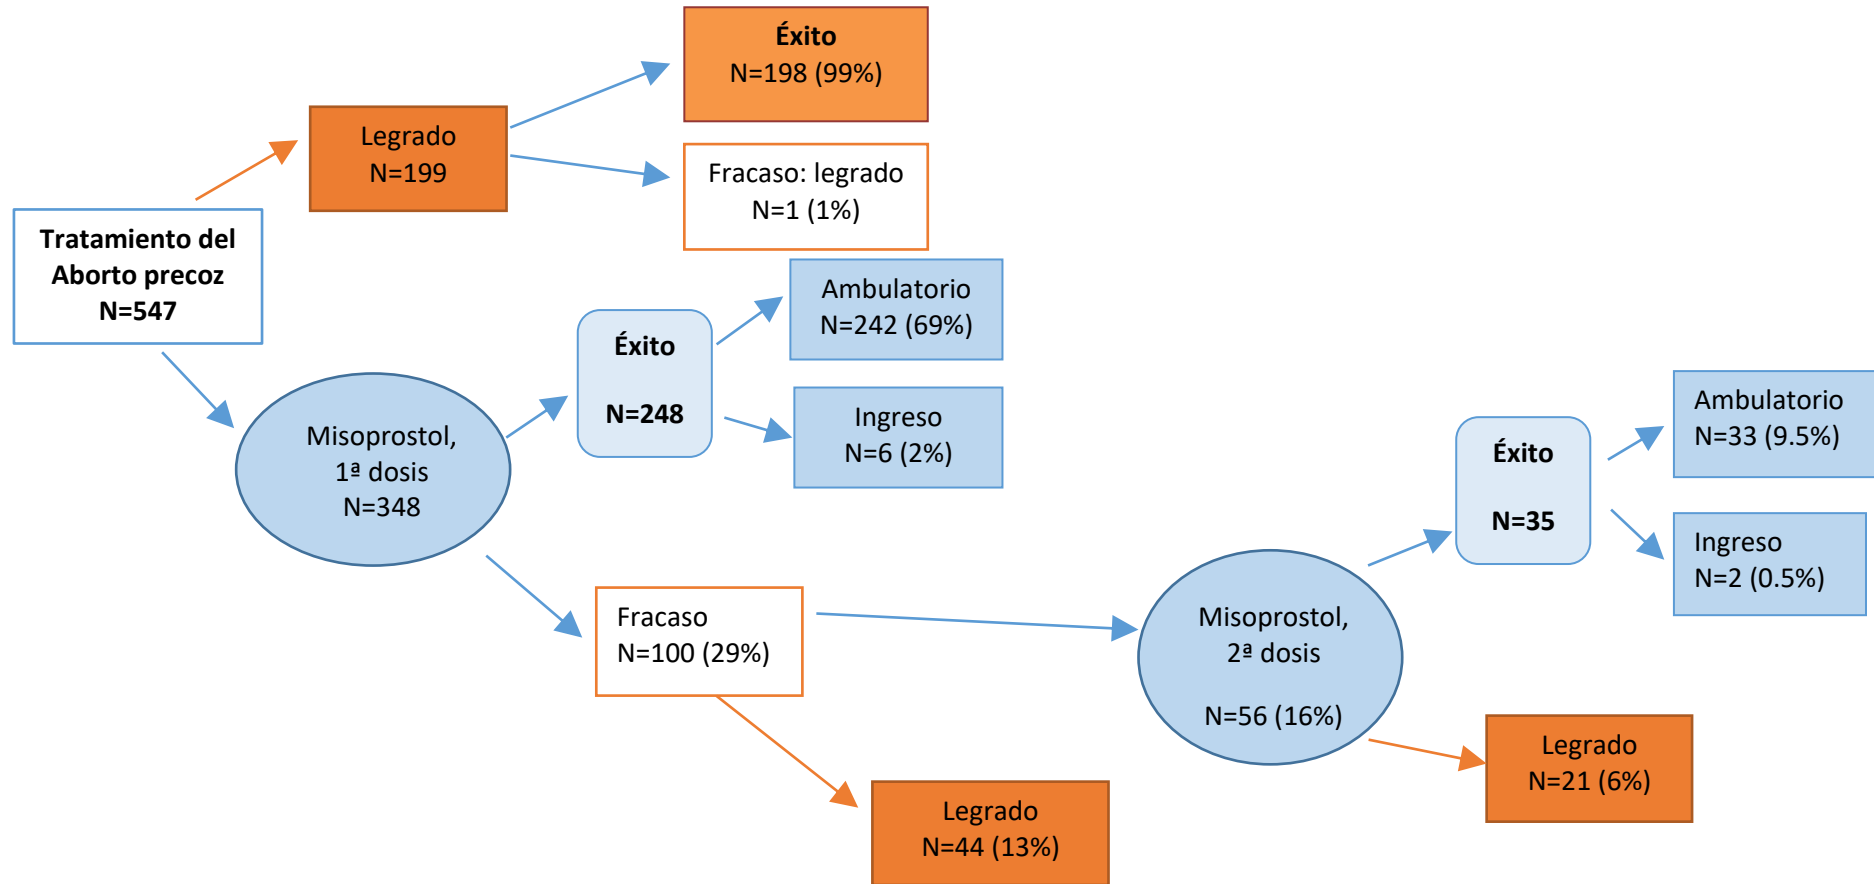 Éxito
N=198 (99%)
Legrado
N=199
Fracaso: legrado
N=1 (1%)
Tratamiento del
Aborto precoz
N=547
Ambulatorio
N=242 (69%)
Éxito
N=248
Ingreso
N=6 (2%)
Misoprostol,
1ª dosis
N=348
Ambulatorio
N=33 (9.5%)
Éxito
N=35
Ingreso
N=2 (0.5%)
Fracaso
N=100 (29%)
Misoprostol,
2ª dosis
N=56 (16%)
Legrado
N=21 (6%)
Legrado
N=44 (13%)